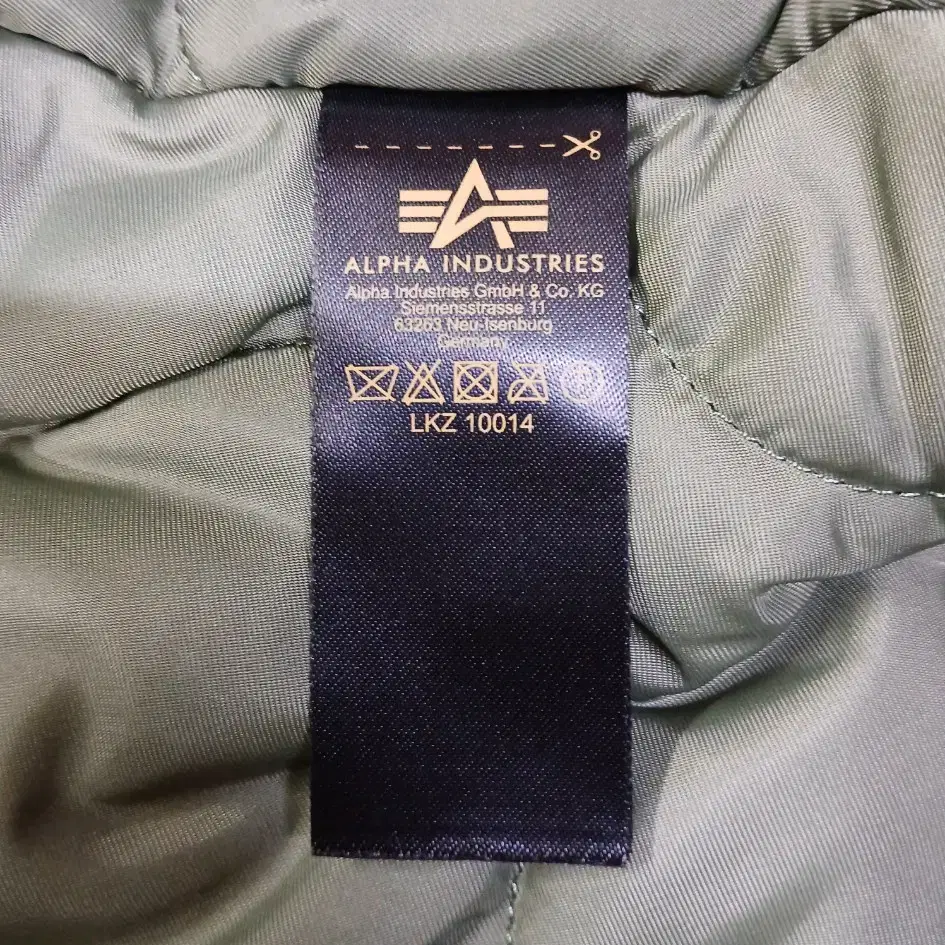 ALPHA INDUSTRIES
Alpha Industries GmbH & Co. KG
Siemensstrasse 11
63263 Neu-Isenburg
Germany
LKZ 10014